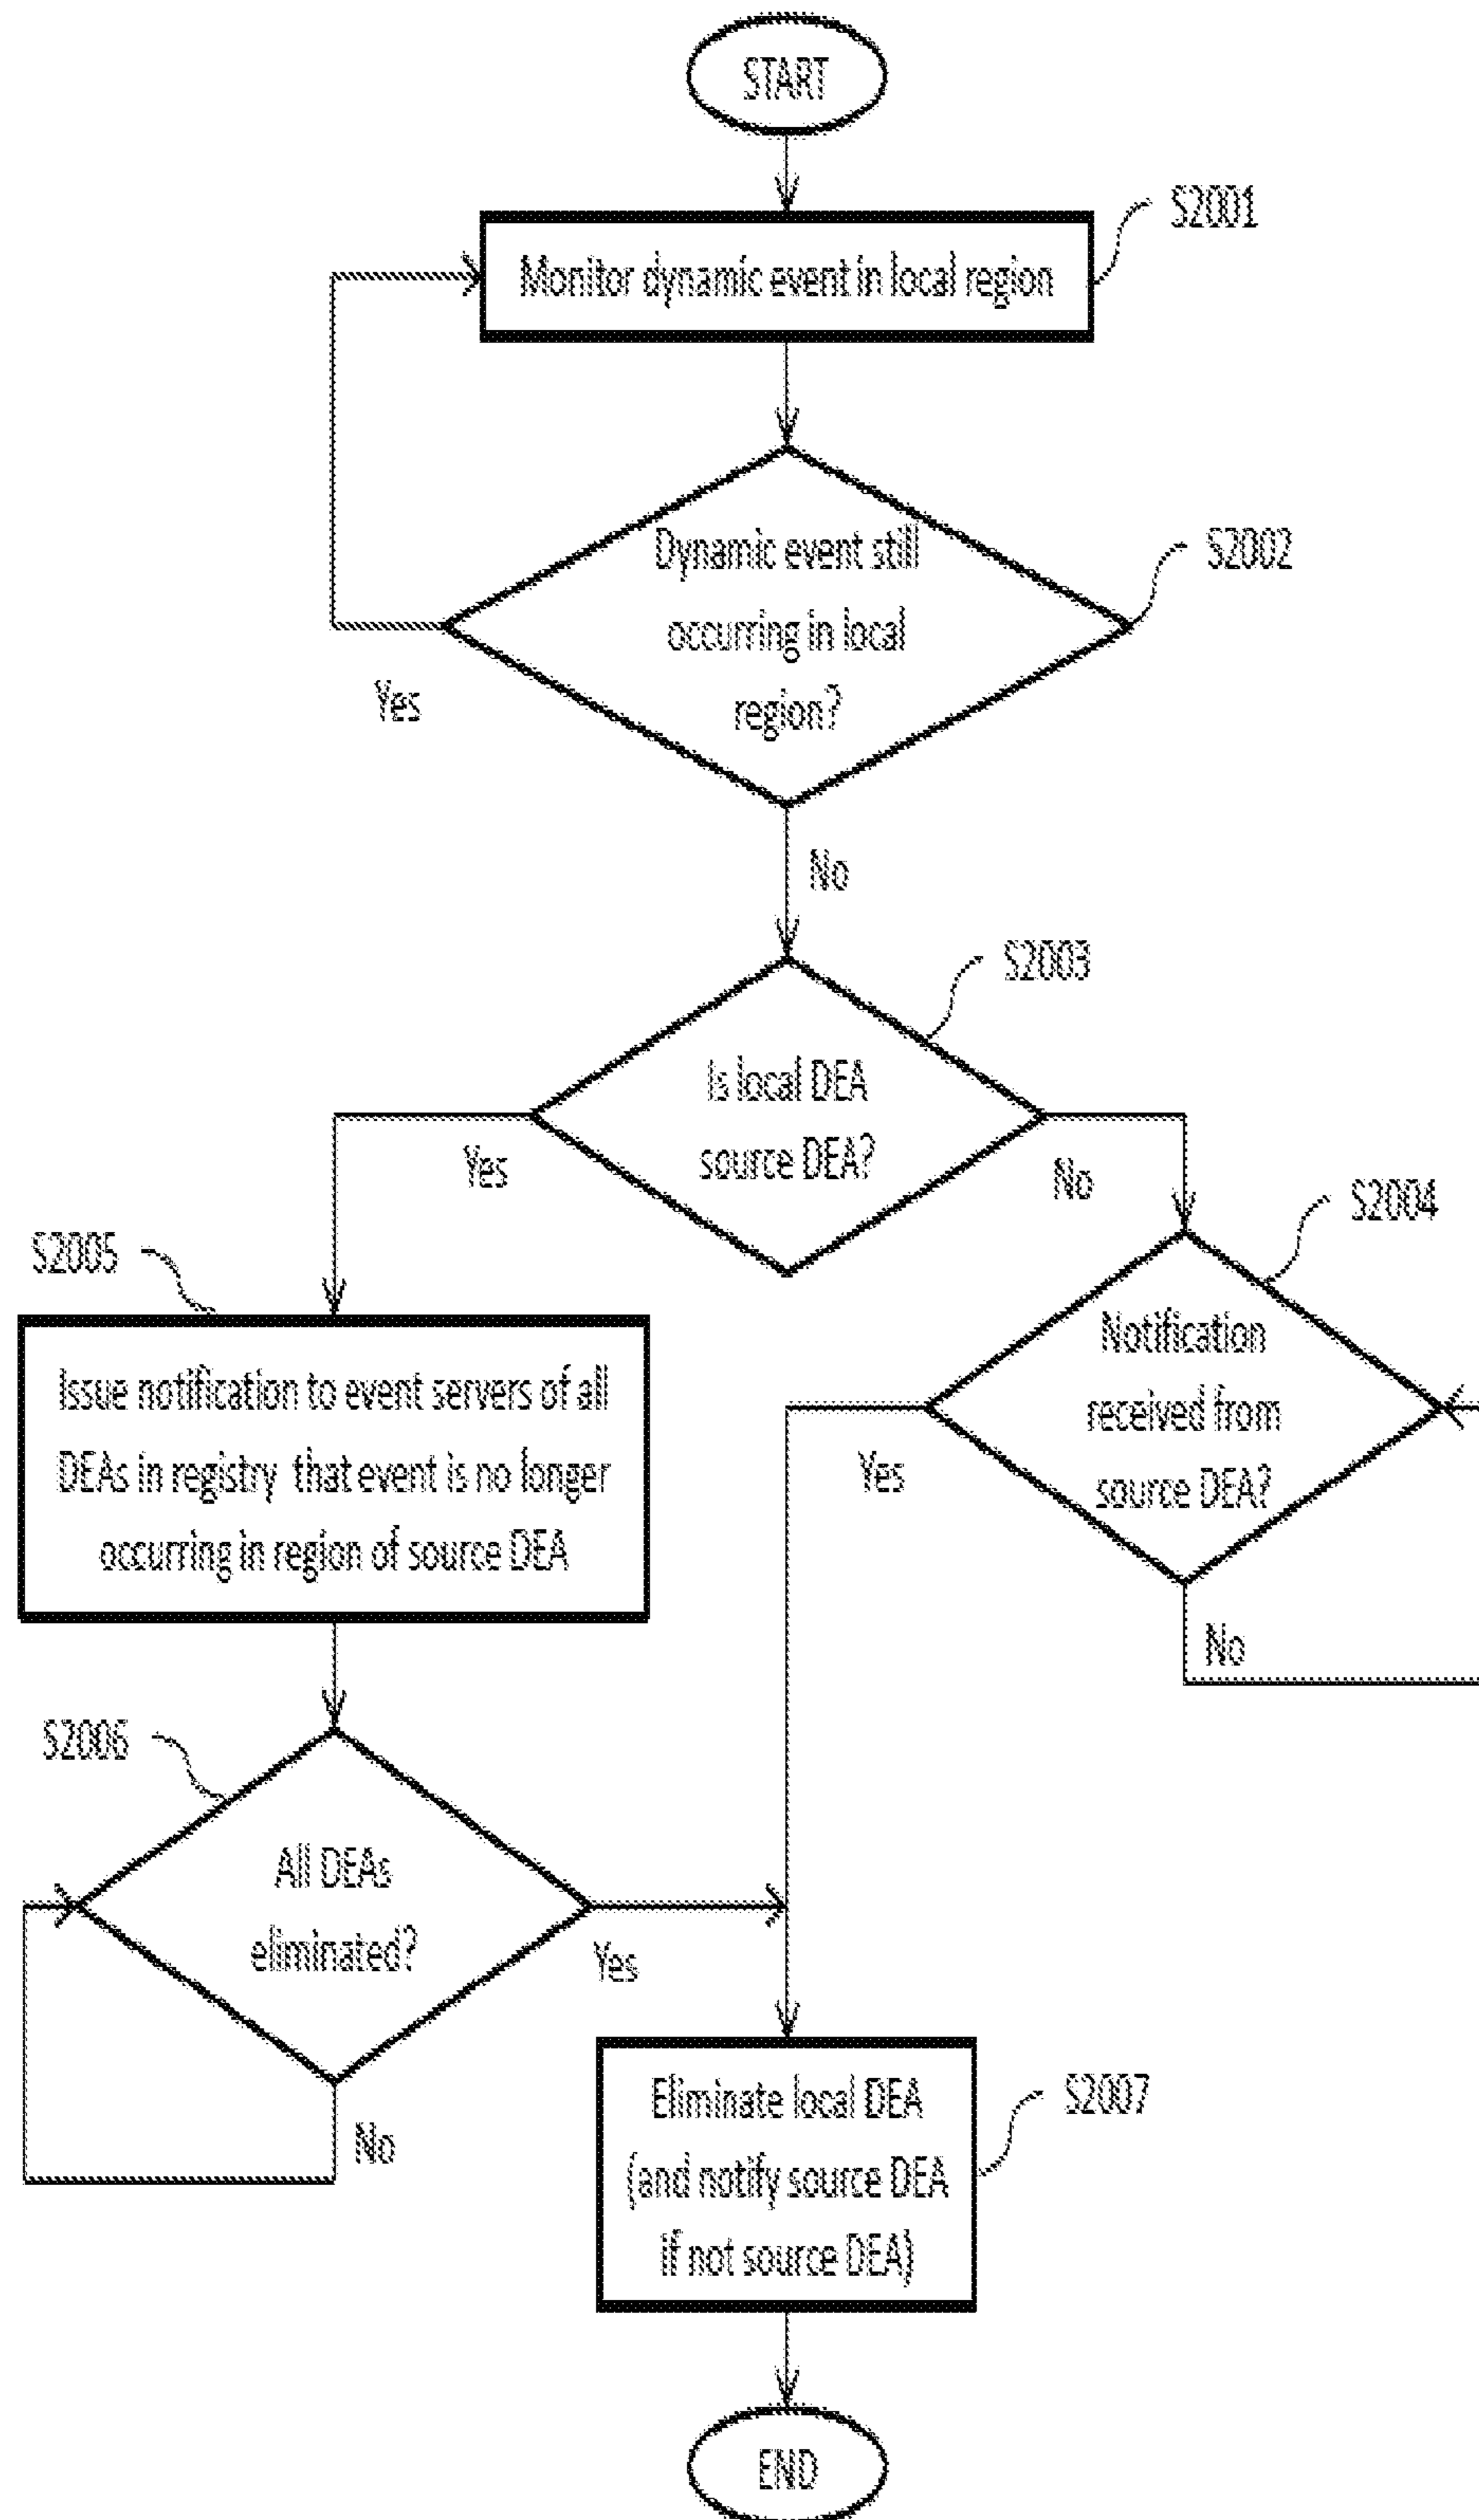 START
S2001
Monitor dynamic event in local region
S2002
Dynamic event still
occurring in local
region?
Yes
No
S2003
Is local DEA
source DEA?
Yes
No
S2004
Notification
received from
source DEA?
Yes
No
S2005
Issue notification to event servers of all
DEAs in registry that event is no longer
occurring in region of source DEA
S2006
All DEAs
eliminated?
Yes
No
S2007
Eliminate local DEA
(and notify source DEA
if not source DEA)
END